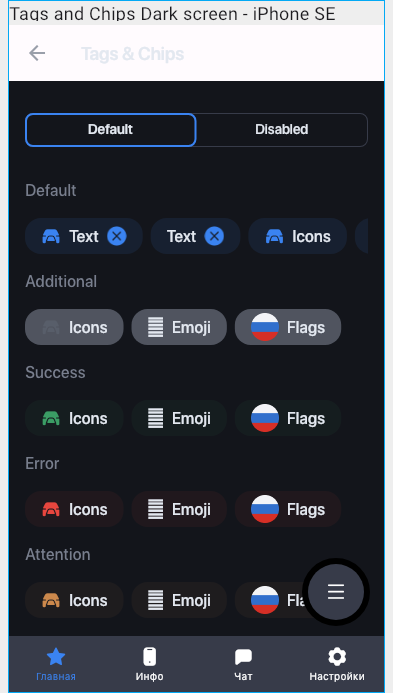 Tags and Chips Dark screen - iPhone SE
Tags & Chips
Default Disabled
Default
Text Text Icons
Additional
Icons Emoji Flags
Success
Icons Emoji Flags
Error
Icons Emoji Flags
Attention
Icons Emoji Fla
Главная Инфо Чат Настройки